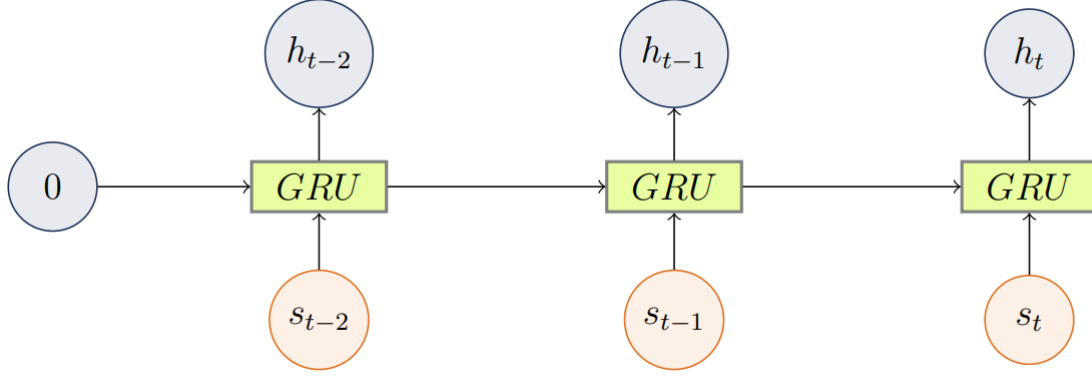 h_{t−2} h_{t−1} h_t
0 GRU GRU GRU
s_{t−2} s_{t−1} s_t